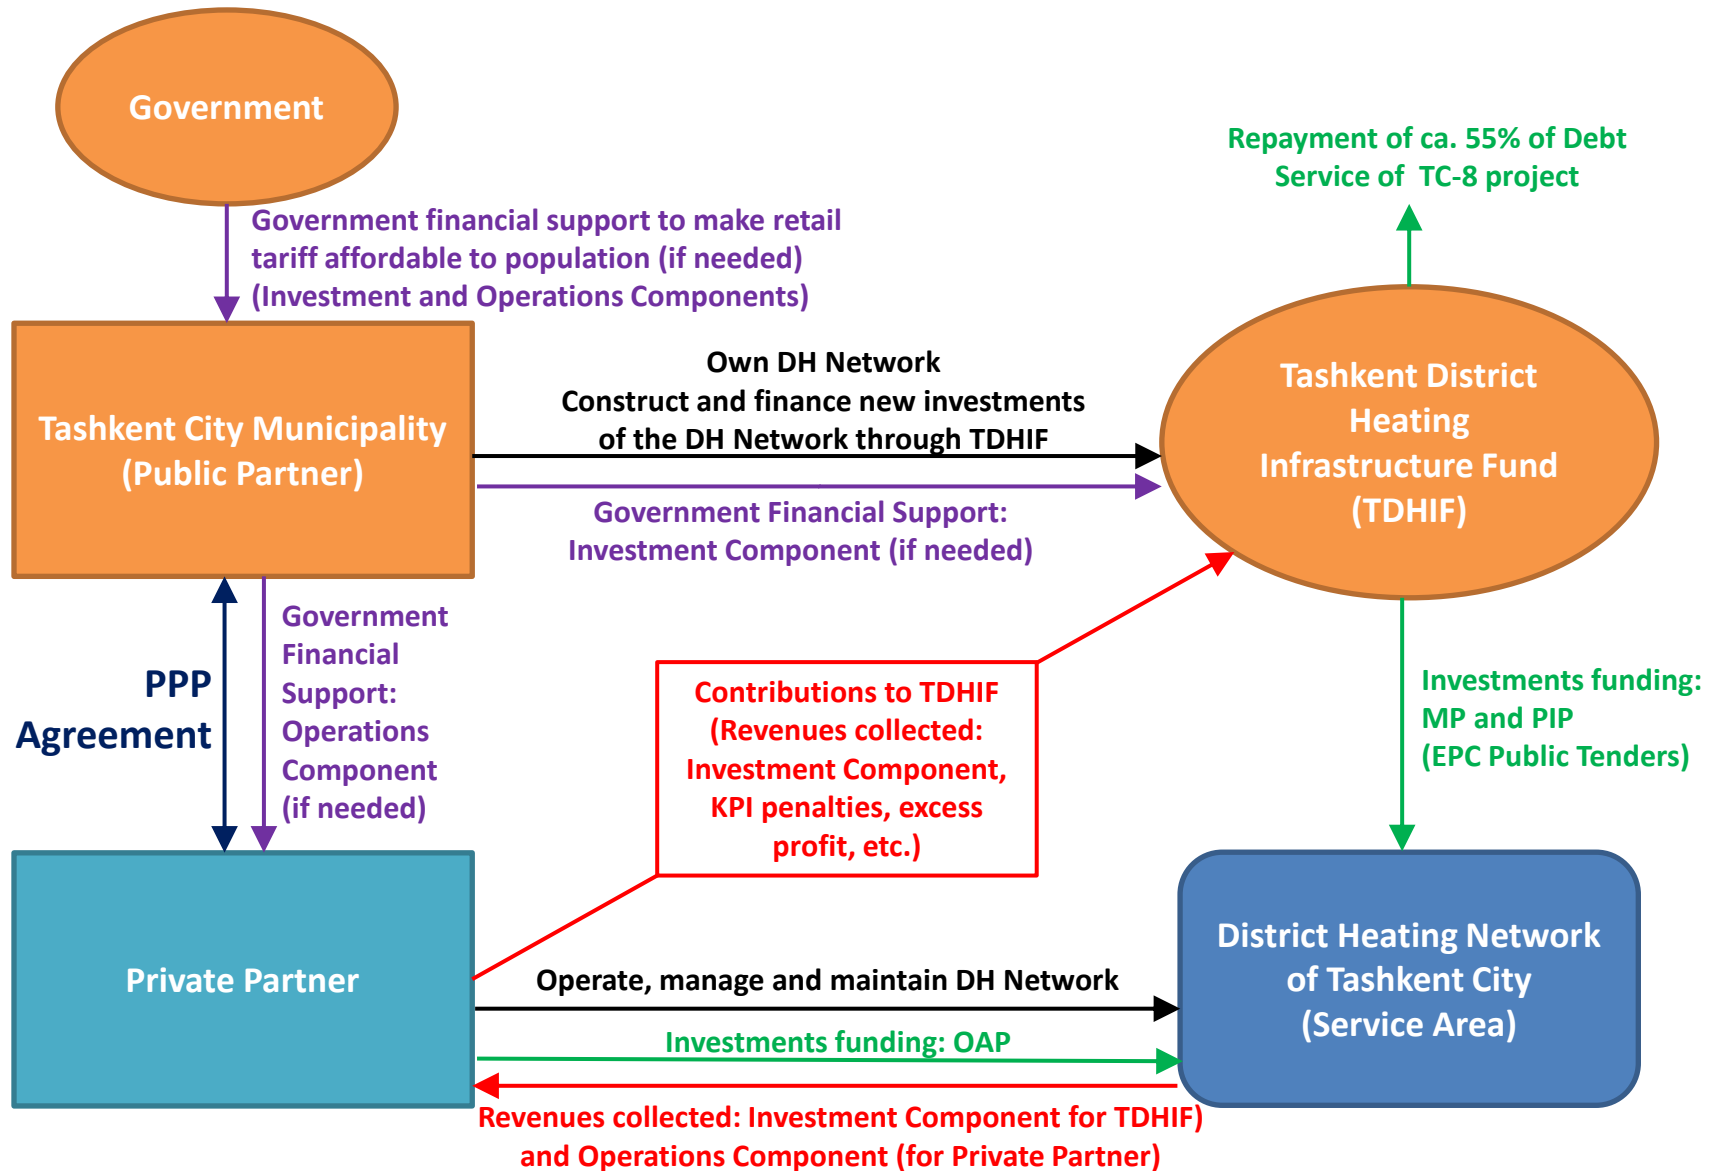 Government
Repayment of ca. 55% of Debt
Service of TC-8 project
Government financial support to make retail
tariff affordable to population (if needed)
(Investment and Operations Components)
Own DH Network
Construct and finance new investments
of the DH Network through TDHIF
Tashkent District
Heating
Infrastructure Fund
(TDHIF)
Tashkent City Municipality
(Public Partner)
Government Financial Support:
Investment Component (if needed)
PPP
Agreement
Government
Financial
Support:
Operations
Component
(if needed)
Contributions to TDHIF
(Revenues collected:
Investment Component,
KPI penalties, excess
profit, etc.)
Investments funding:
MP and PIP
(EPC Public Tenders)
Private Partner
Operate, manage and maintain DH Network
Investments funding: OAP
District Heating Network
of Tashkent City
(Service Area)
Revenues collected: Investment Component for TDHIF)
and Operations Component (for Private Partner)